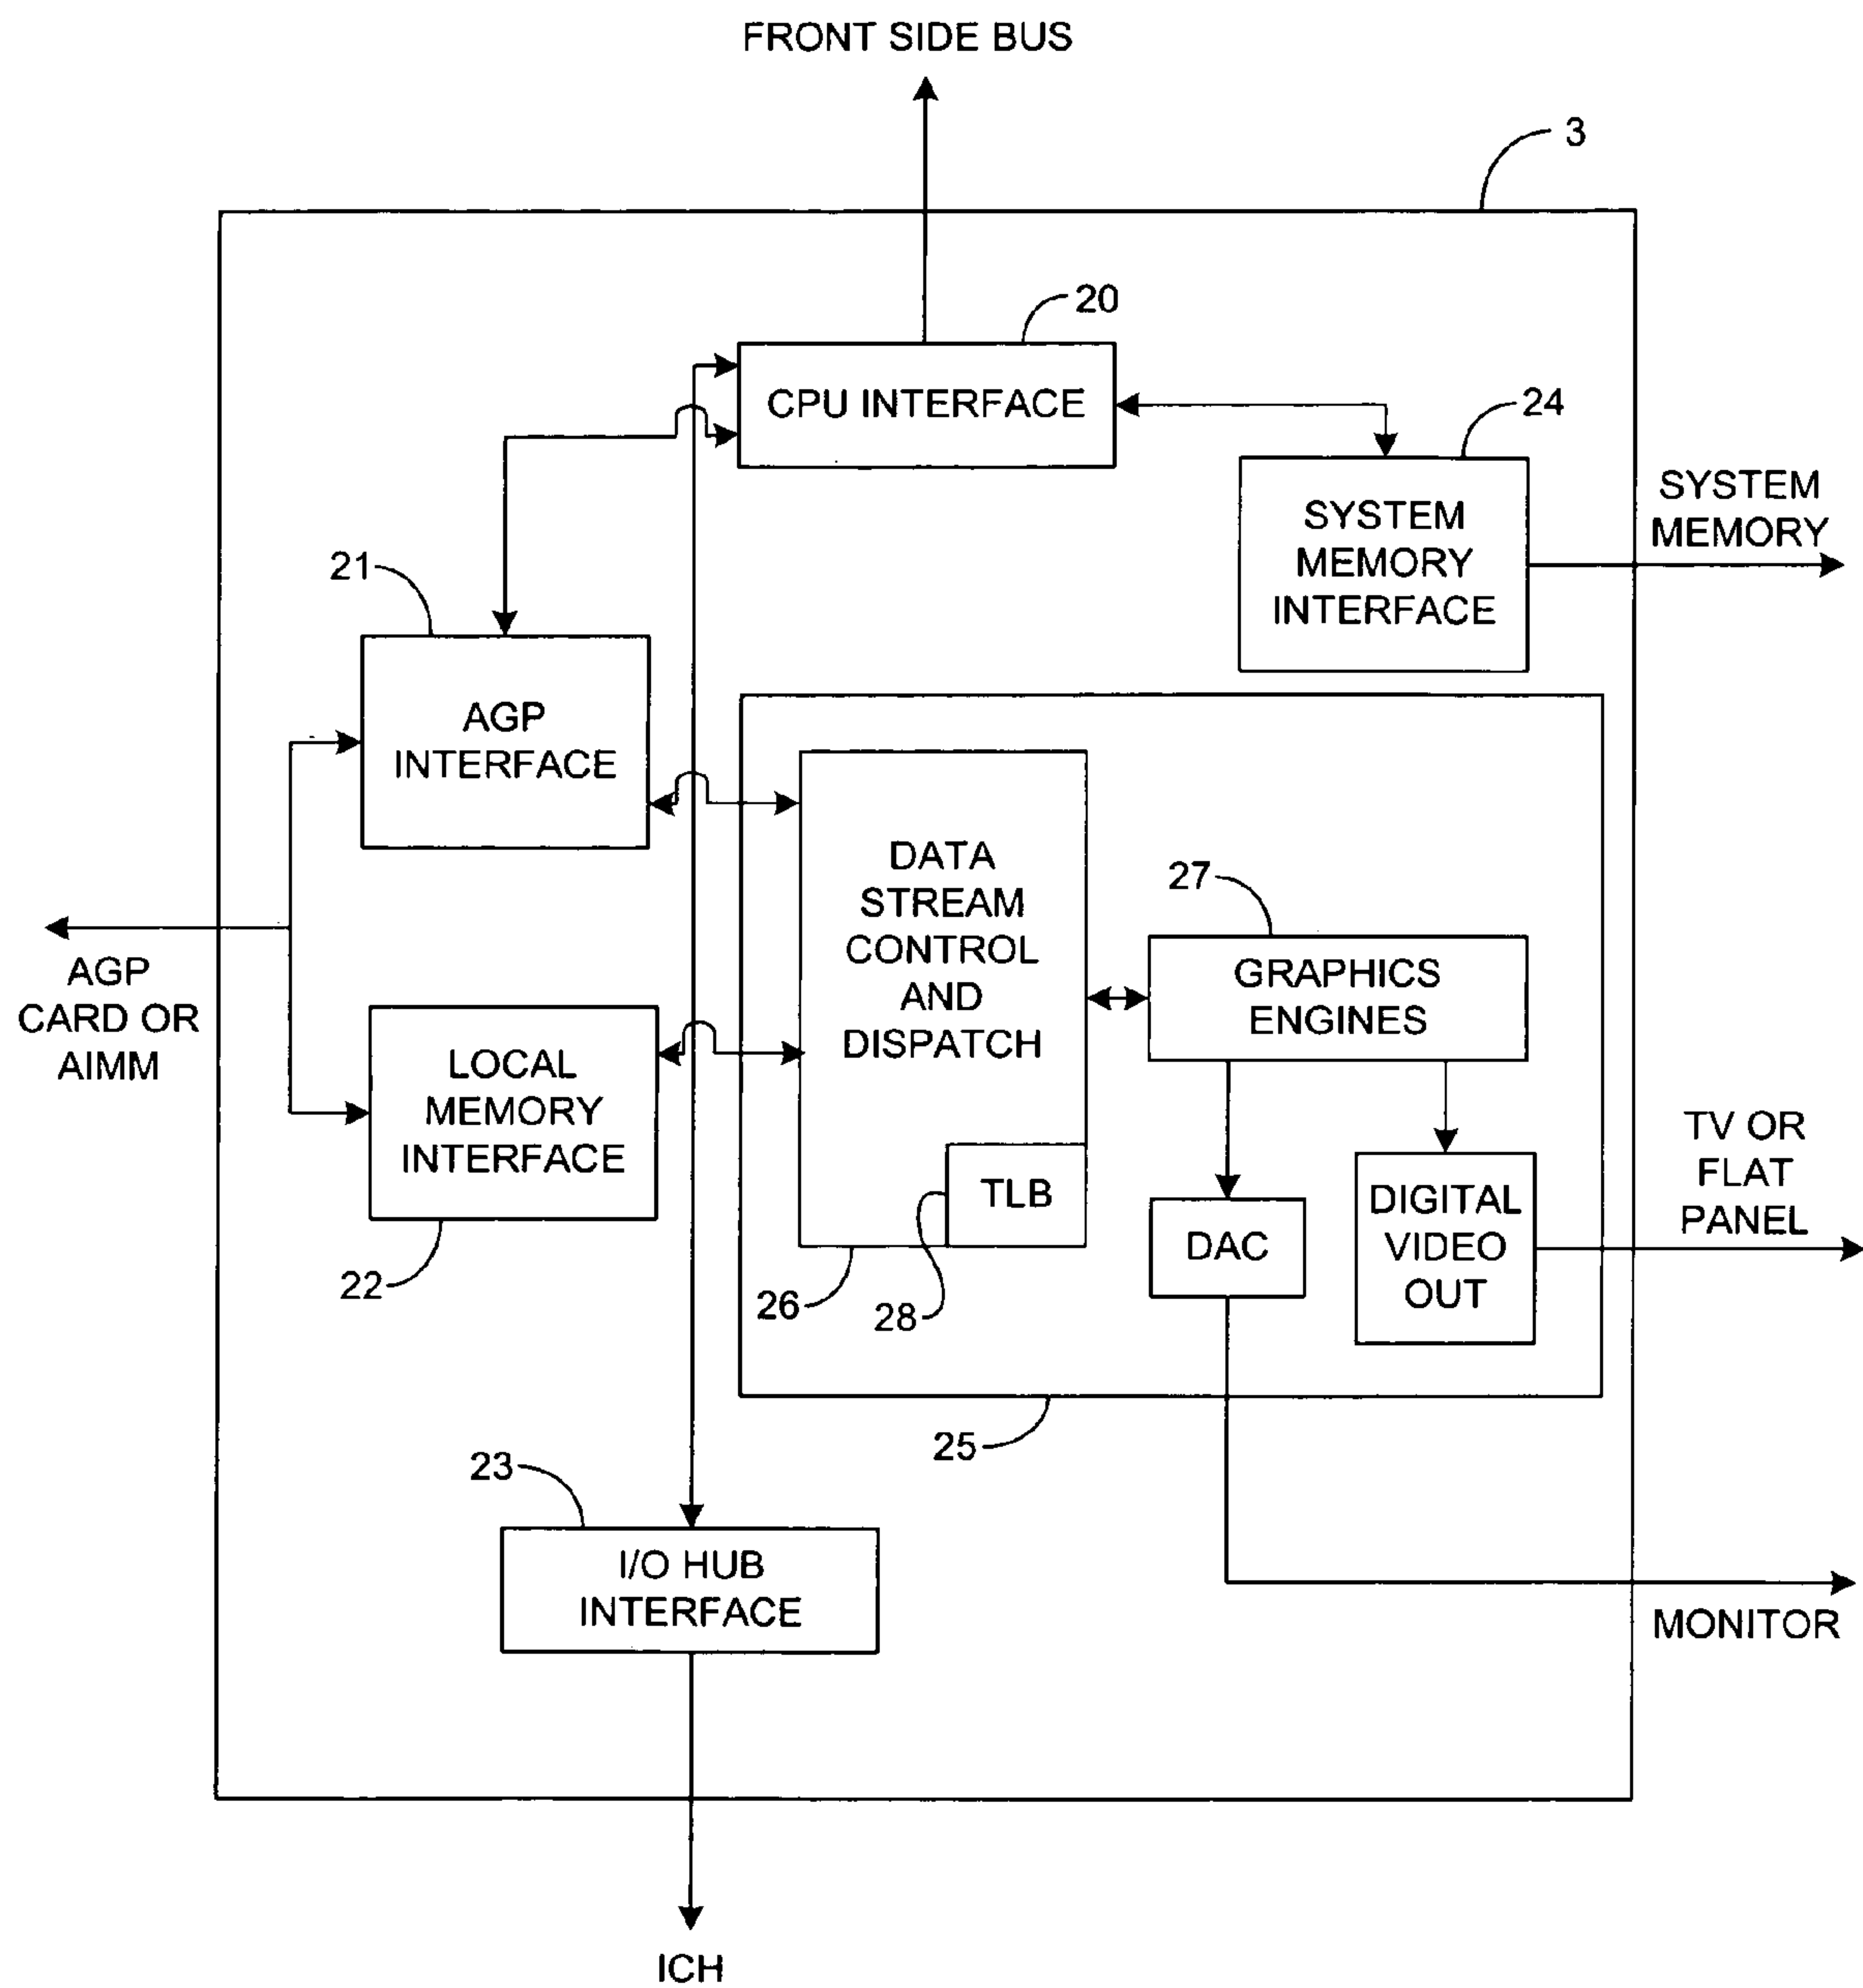 FRONT SIDE BUS
3
20
CPU INTERFACE
24
SYSTEM
MEMORY
INTERFACE
SYSTEM
MEMORY
21
AGP
INTERFACE
DATA
STREAM
CONTROL
AND
DISPATCH
27
GRAPHICS
ENGINES
AGP
CARD OR
AIMM
LOCAL
MEMORY
INTERFACE
22
TLB
26
28
DAC
DIGITAL
VIDEO
OUT
TV OR
FLAT
PANEL
25
23
I/O HUB
INTERFACE
MONITOR
ICH